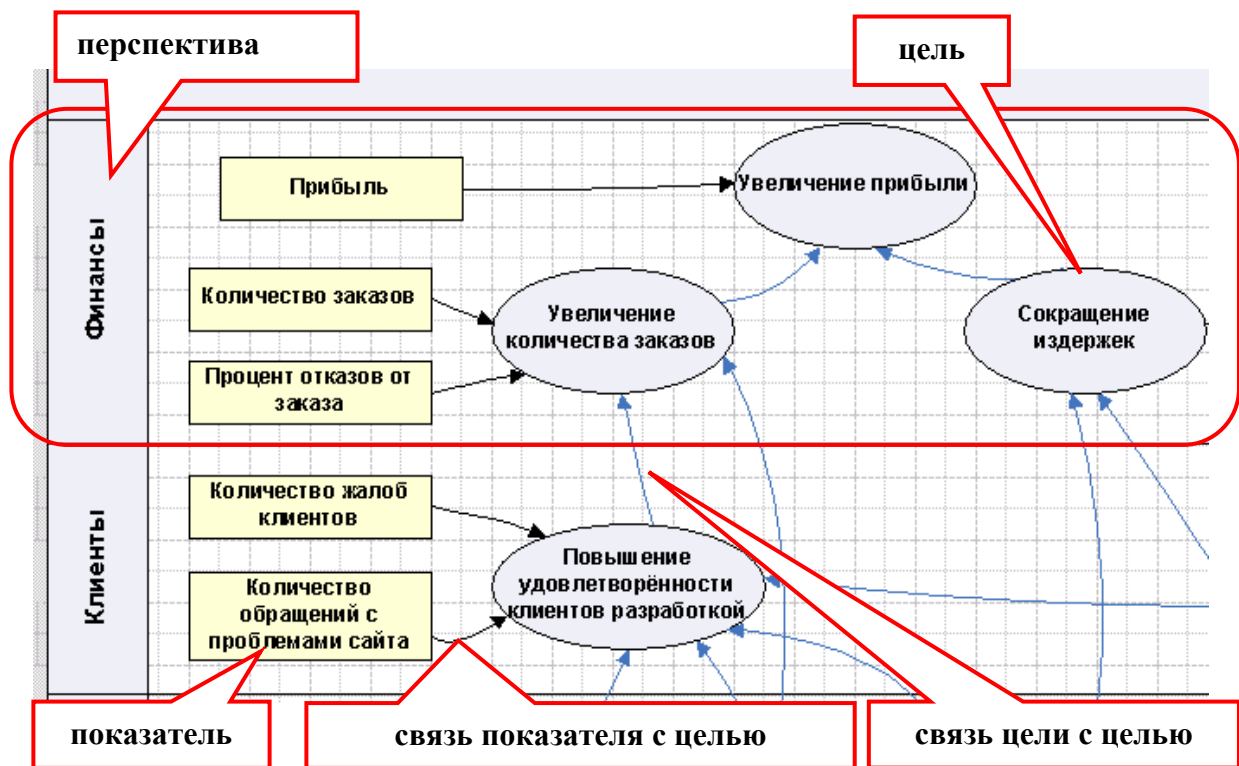 перспектива
цель
Финансы
Прибыль
Увеличение прибыли
Количество заказов
Увеличение
количества заказов
Сокращение
издержек
Процент отказов от
заказа
Клиенты
Количество жалоб
клиентов
Повышение
удовлетворённости
клиентов разработкой
Количество
обращений с
проблемами сайта
показатель
связь показателя с целью
связь цели с целью